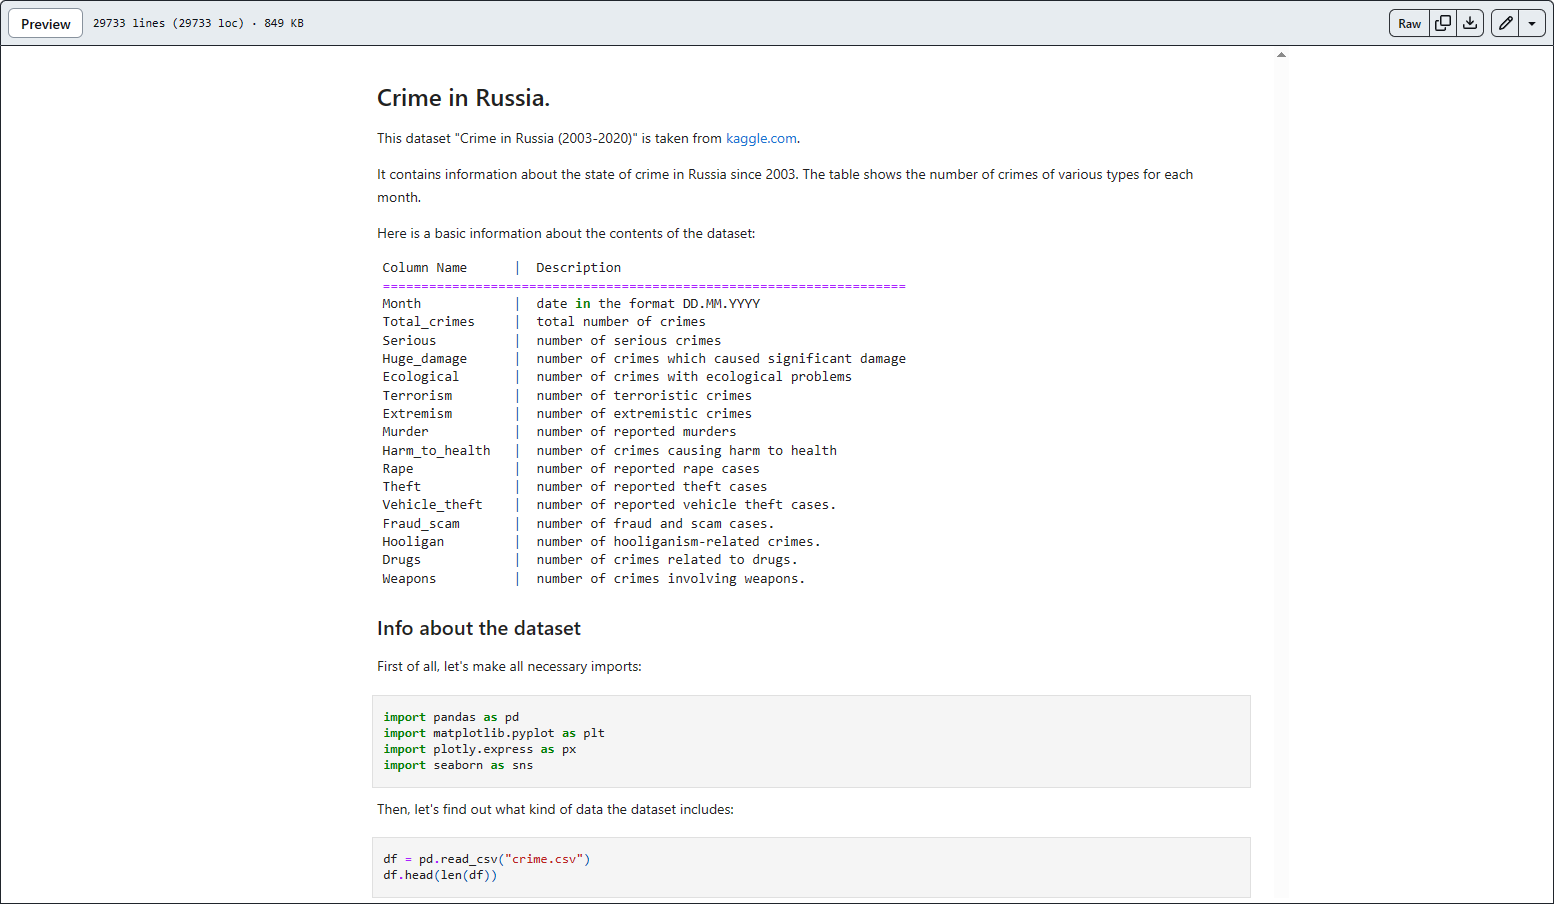 Preview 29733 lines (29733 loc) · 849 KB Raw
Crime in Russia.
This dataset "Crime in Russia (2003-2020)" is taken from kaggle.com.
It contains information about the state of crime in Russia since 2003. The table shows the number of crimes of various types for each
month.
Here is a basic information about the contents of the dataset:
Column Name      |  Description
====================================================================
Month            |  date in the format DD.MM.YYYY
Total_crimes     |  total number of crimes
Serious          |  number of serious crimes
Huge_damage      |  number of crimes which caused significant damage
Ecological       |  number of crimes with ecological problems
Terrorism        |  number of terroristic crimes
Extremism        |  number of extremistic crimes
Murder           |  number of reported murders
Harm_to_health   |  number of crimes causing harm to health
Rape             |  number of reported rape cases
Theft            |  number of reported theft cases
Vehicle_theft    |  number of reported vehicle theft cases.
Fraud_scam       |  number of fraud and scam cases.
Hooligan         |  number of hooliganism-related crimes.
Drugs            |  number of crimes related to drugs.
Weapons          |  number of crimes involving weapons.
Info about the dataset
First of all, let's make all necessary imports:
import pandas as pd
import matplotlib.pyplot as plt
import plotly.express as px
import seaborn as sns
Then, let's find out what kind of data the dataset includes:
df = pd.read_csv("crime.csv")
df.head(len(df))